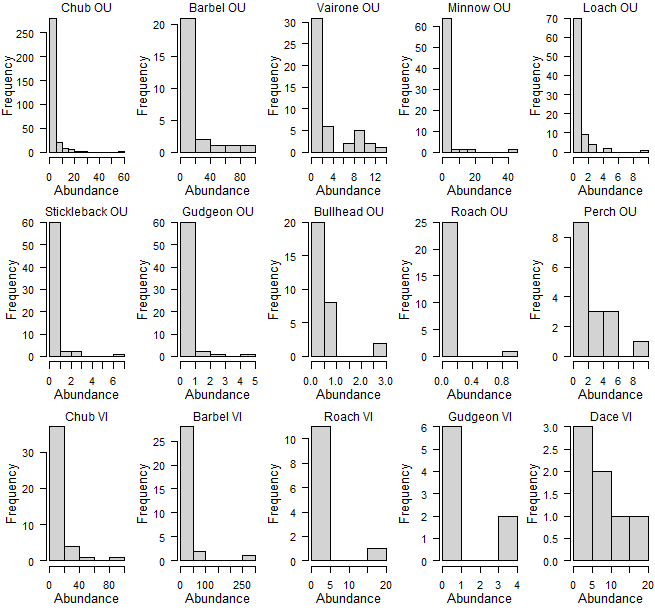 Chub OU Barbel OU Vairone OU Minnow OU Loach OU
Frequency Frequency Frequency Frequency Frequency
250 200 150 100 50 0
20 15 10 5 0
30 25 20 15 10 5 0
60 50 40 30 20 10 0
70 60 50 40 30 20 10 0
0 20 40 60 0 40 80 0 4 8 12 0 20 40 0 2 4 6 8
Abundance Abundance Abundance Abundance Abundance
Stickleback OU Gudgeon OU Bullhead OU Roach OU Perch OU
Frequency Frequency Frequency Frequency Frequency
60 50 40 30 20 10 0
60 50 40 30 20 10 0
20 15 10 5 0
25 20 15 10 5 0
8 6 4 2 0
0 2 4 6 0 1 2 3 4 5 0.0 1.0 2.0 3.0 0.0 0.4 0.8 0 2 4 6 8
Abundance Abundance Abundance Abundance Abundance
Chub VI Barbel VI Roach VI Gudgeon VI Dace VI
Frequency Frequency Frequency Frequency Frequency
30 20 10 0
25 20 15 10 5 0
10 8 6 4 2 0
6 5 4 3 2 1 0
3.0 2.5 2.0 1.5 1.0 0.5 0.0
0 40 80 0 100 250 0 5 10 20 0 1 2 3 4 0 5 10 20
Abundance Abundance Abundance Abundance Abundance